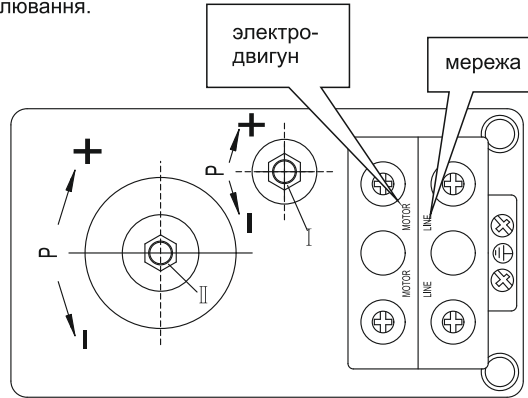 лювання.
электро-
двигун
мережа
+
+
P
P
-
-
I
II
MOTOR
LINE
MOTOR
LINE